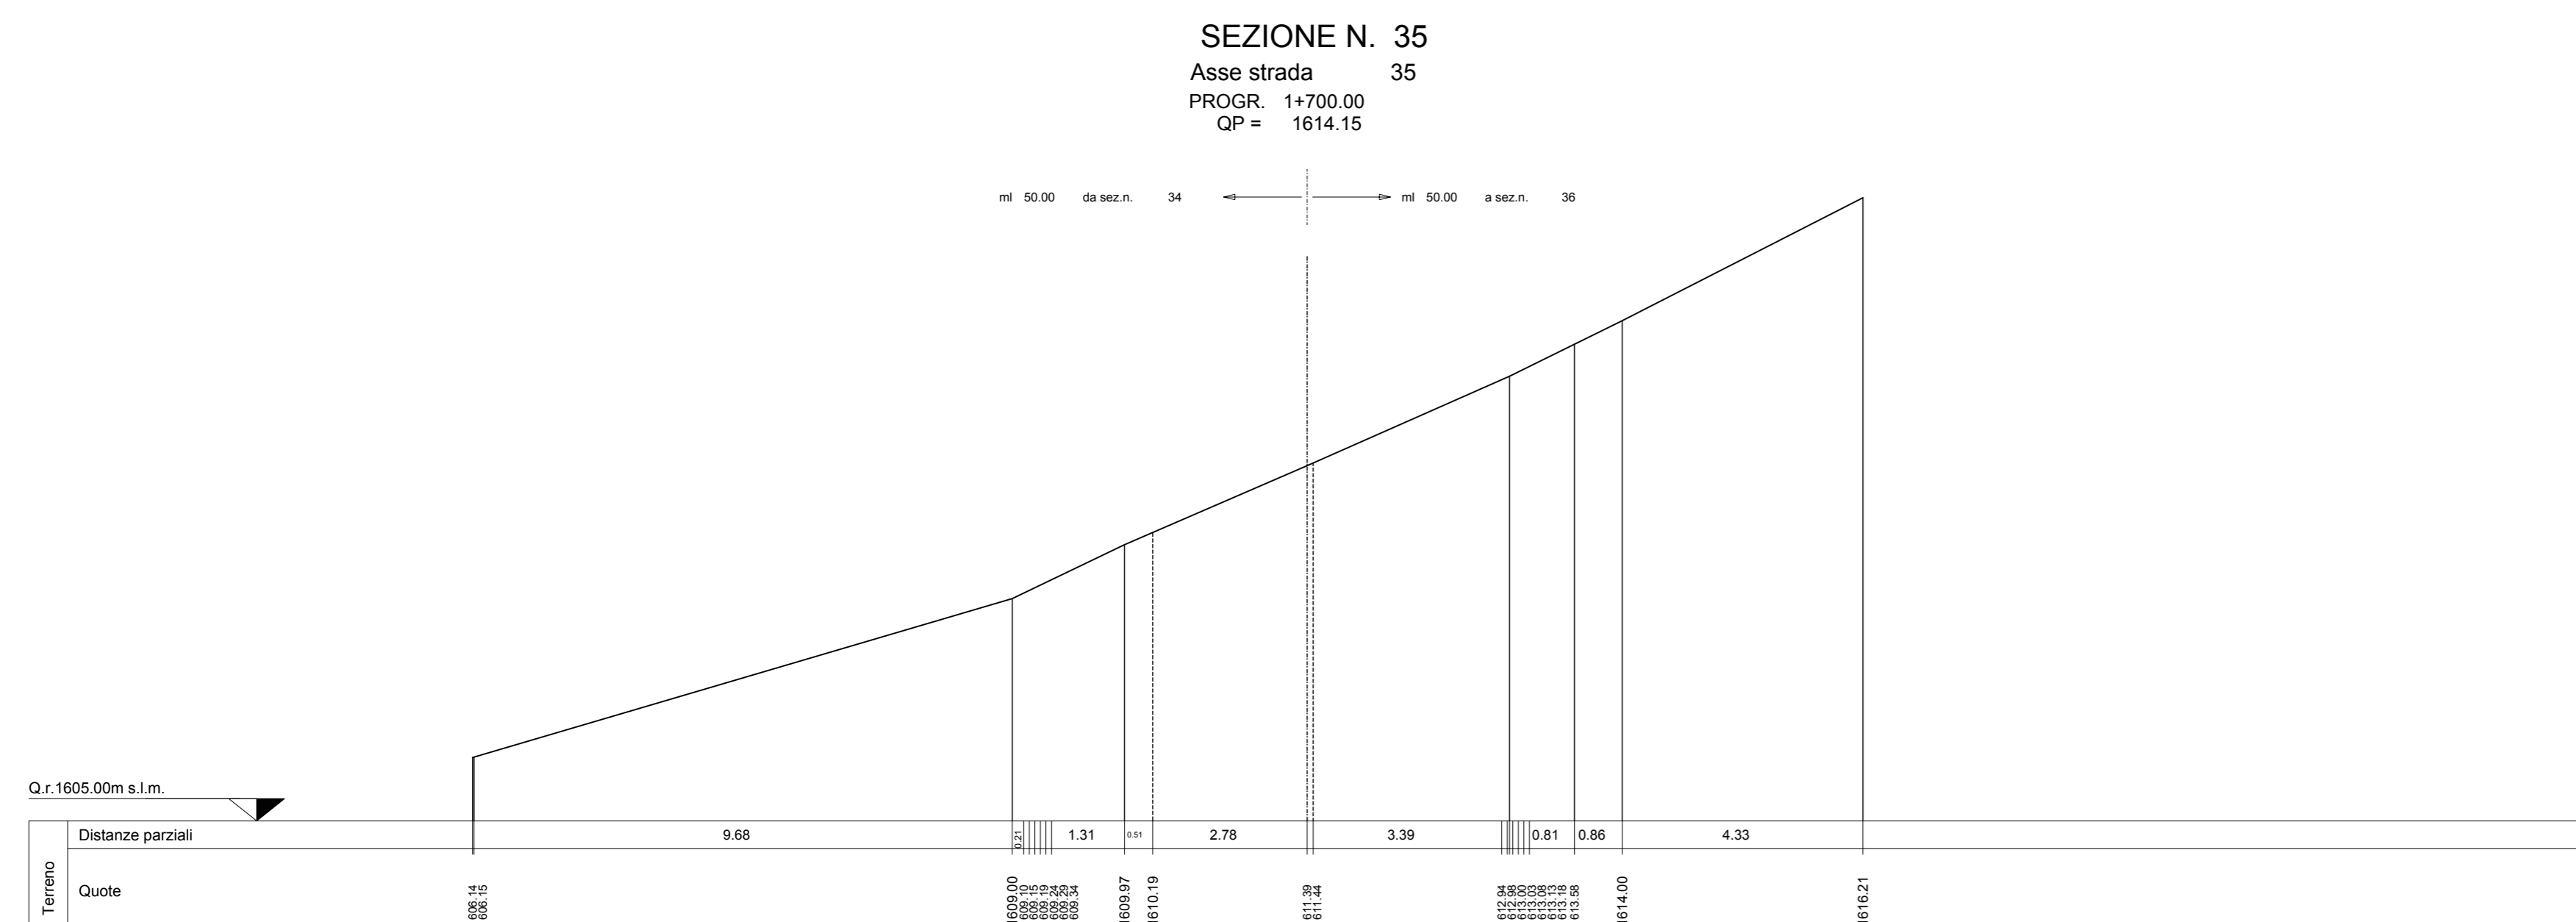 SEZIONE N. 35
Asse strada 35
PROGR. 1+700.00
QP = 1614.15
ml 50.00 da sez.n. 34 ml 50.00 a sez.n. 36
Q.r.1605.00m s.l.m.
Terreno
Distanze parziali 9.68 0.21 1.31 0.51 2.78 3.39 0.81 0.86 4.33
Quote 606.14 606.15 1609.00 609.10 609.15 609.19 609.24 609.29 609.34 1609.97 1610.19 611.39 611.44 612.94 612.98 613.00 613.03 613.08 613.13 613.18 613.58 1614.00 1616.21